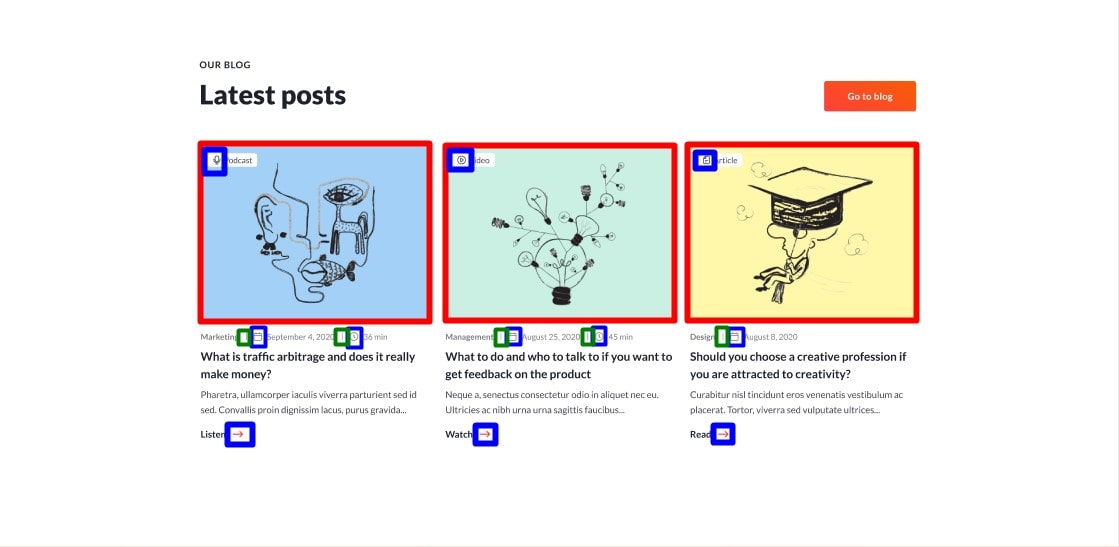 OUR BLOG
Latest posts
Go to blog
Podcast
Video
Article
Marketing | September 4, 2020 | 36 min
What is traffic arbitrage and does it really
make money?
Pharetra, ullamcorper iaculis viverra parturient sed id
sed. Convallis proin dignissim lacus, purus gravida...
Listen
Management | August 25, 2020 | 45 min
What to do and who to talk to if you want to
get feedback on the product
Neque a, senectus consectetur odio in aliquet nec eu.
Ultricies ac nibh urna urna sagittis faucibus...
Watch
Design | August 8, 2020
Should you choose a creative profession if
you are attracted to creativity?
Curabitur nisl tincidunt eros venenatis vestibulum ac
placerat. Tortor, viverra sed vulputate ultrices...
Read